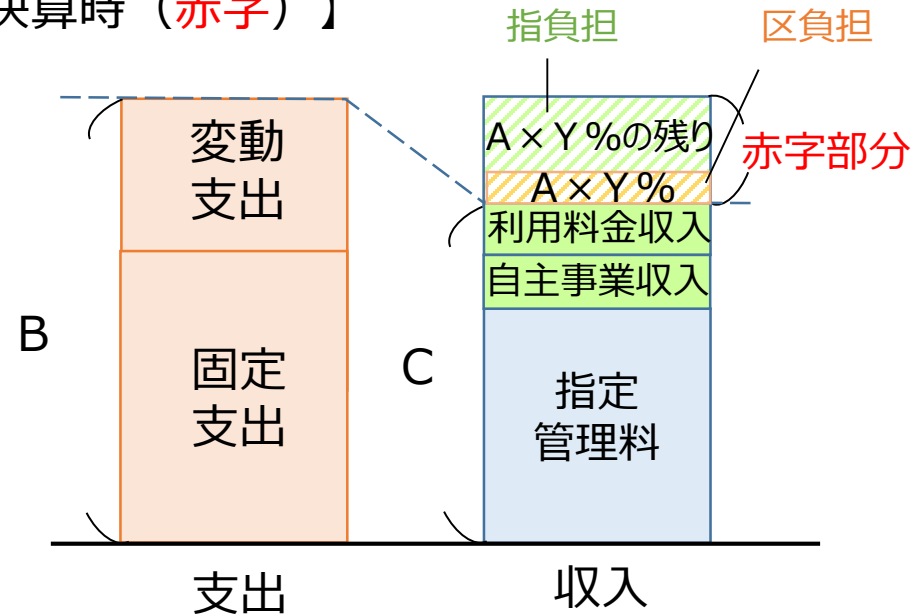 決算時（赤字）】
指負担
区負担
変動
支出
Ａ×Ｙ％の残り
赤字部分
Ａ×Ｙ％
利用料金収入
自主事業収入
B
C
固定
支出
指定
管理料
支出
収入